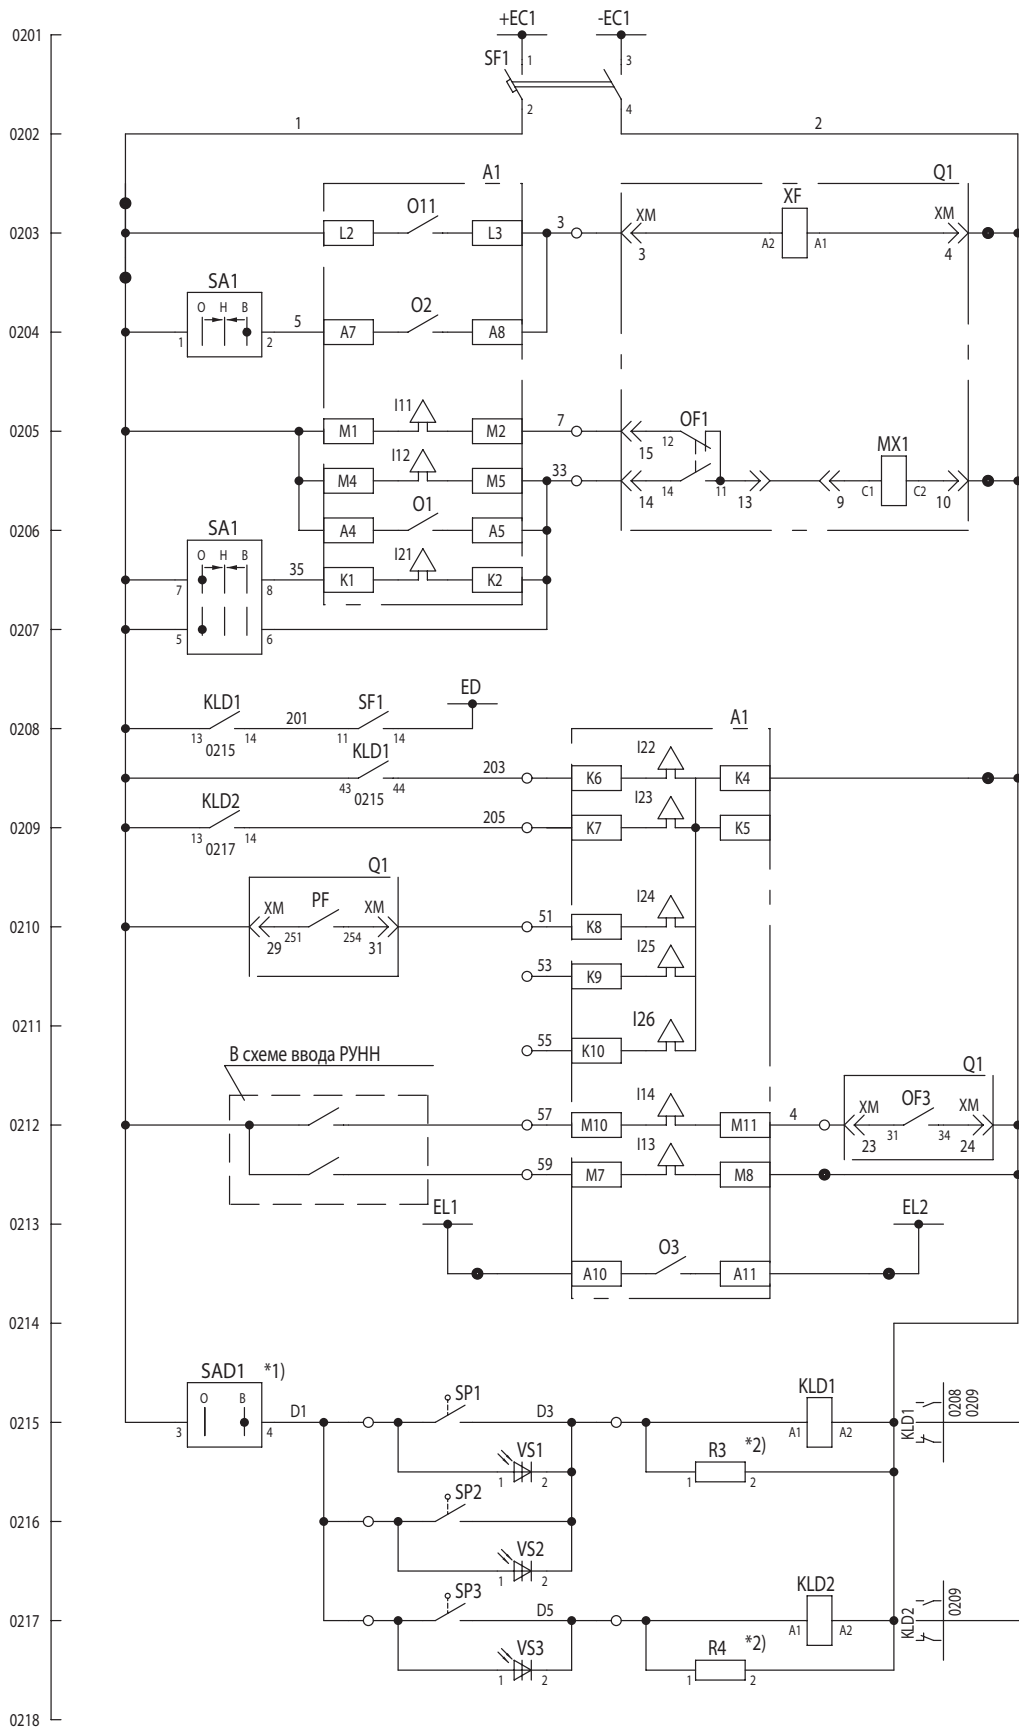 0201 +EC1 -EC1
1 3
SF1
2 4
0202 1 2
A1 Q1
O11 XF
0203 L2 L3 3 XM 3 A2 A1 XM 4
SA1
О Н В
O2
0204 1 2 5 A7 A8
I11 OF1
0205 M1 M2 7 15 12
I12 MX1
M4 M5 33 14 14 11 13 9 C1 C2 10
O1
0206 A4 A5
SA1
О Н В
I21
7 8 35 K1 K2
0207 5 6
KLD1 SF1 ED
0208 13 14 201 11 14
0215
A1
KLD1 I22
43 44 203 K6 K4
0215
KLD2 I23
0209 13 14 205 K7 K5
0217
Q1
XM PF XM I24
0210 29 251 254 31 51 K8
I25
53 K9
0211
I26
55 K10
В схеме ввода РУНН
Q1
I14 XM OF3 XM
0212 57 M10 M11 4 23 31 34 24
I13
59 M7 M8
0213 EL1 EL2
O3
A10 A11
0214
SAD1 *1)
О В
SP1 KLD1
0215 3 4 D1 D3 A1 A2 KLD1 0208 0209
VS1 R3 *2)
1 2 1 2
SP2
0216
VS2
1 2
SP3 KLD2
0217 D5 A1 A2 KLD2 0209
VS3 R4 *2)
1 2 1 2
0218